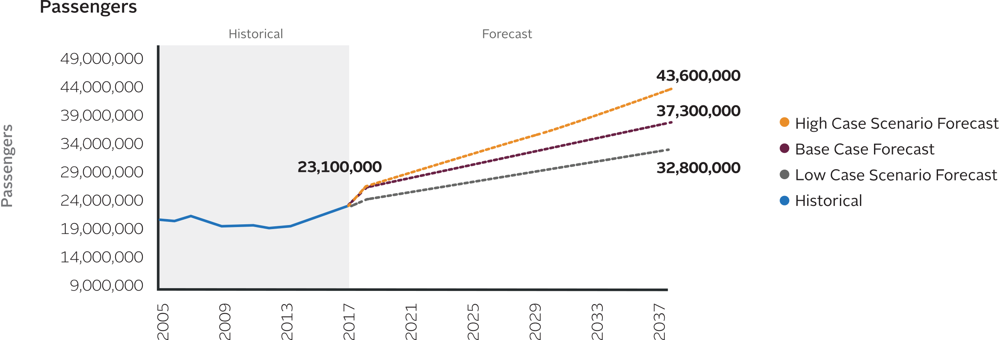 Passengers
Historical
Forecast
49,000,000
44,000,000
39,000,000
34,000,000
29,000,000
24,000,000
19,000,000
14,000,000
9,000,000
Passengers
43,600,000
37,300,000
23,100,000
32,800,000
2005
2009
2013
2017
2021
2025
2029
2033
2037
High Case Scenario Forecast
Base Case Forecast
Low Case Scenario Forecast
Historical